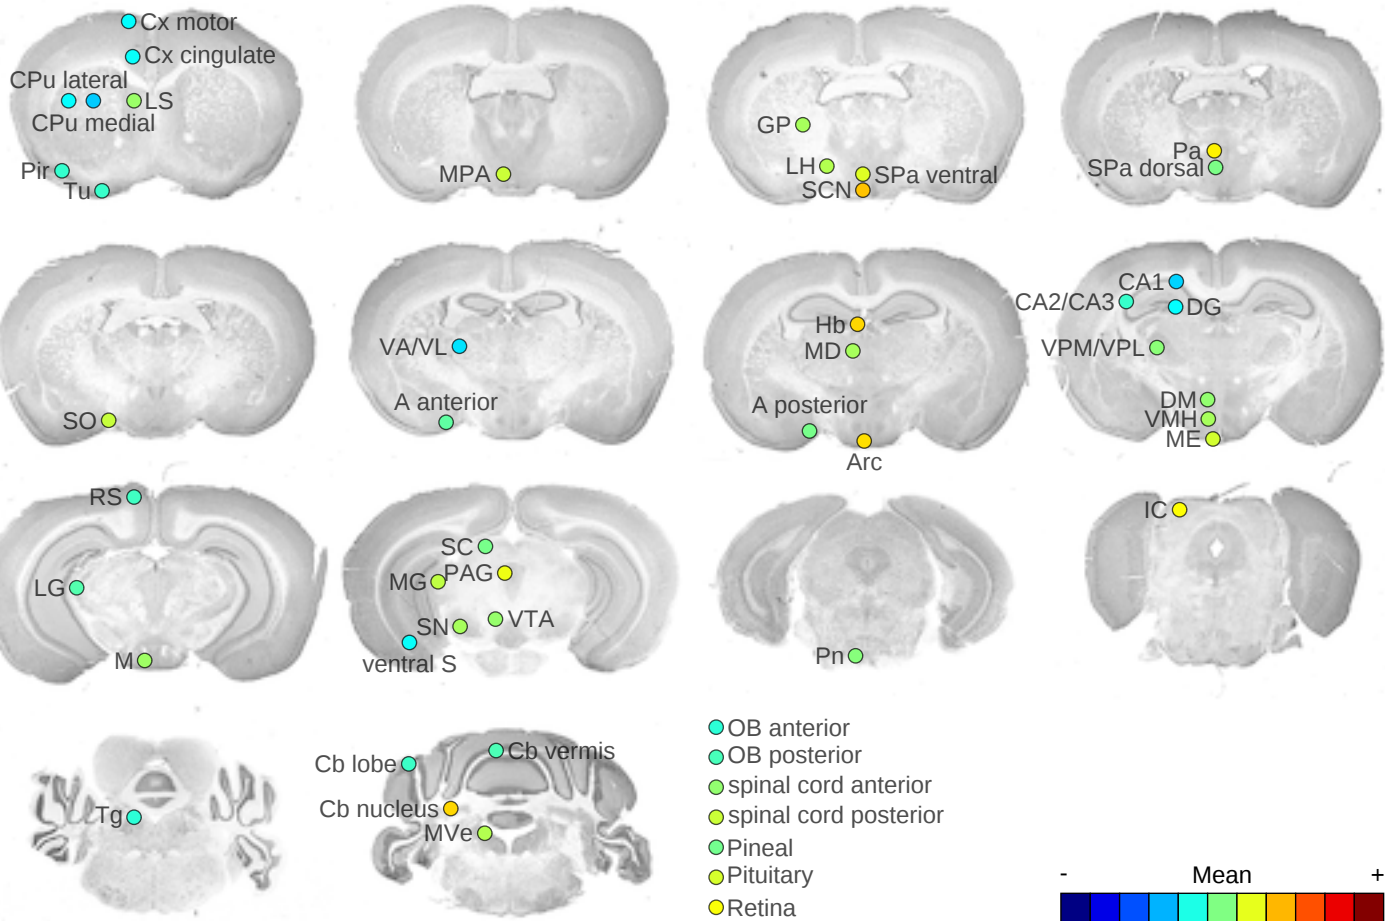 Cx motor
Cx cingulate
CPu lateral
LS
CPu medial
Pir
Tu
MPA
GP
LH
SPa ventral
SCN
Pa
SPa dorsal
SO
VA/VL
A anterior
Hb
MD
A posterior
Arc
CA1
CA2/CA3
DG
VPM/VPL
DM
VMH
ME
RS
LG
M
SC
MG
PAG
SN
VTA
ventral S
Pn
IC
Tg
Cb lobe
Cb vermis
Cb nucleus
MVe
OB anterior
OB posterior
spinal cord anterior
spinal cord posterior
Pineal
Pituitary
Retina
- Mean +